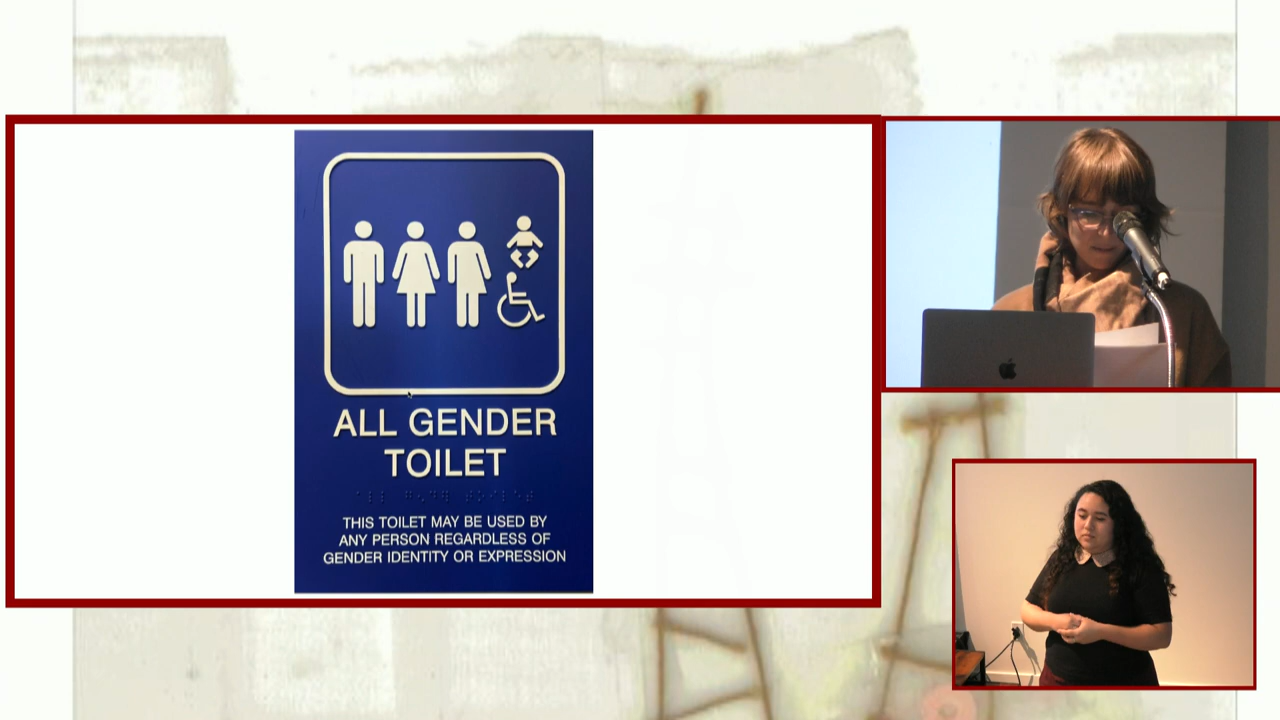 ALL GENDER
TOILET
THIS TOILET MAY BE USED BY
ANY PERSON REGARDLESS OF
GENDER IDENTITY OR EXPRESSION